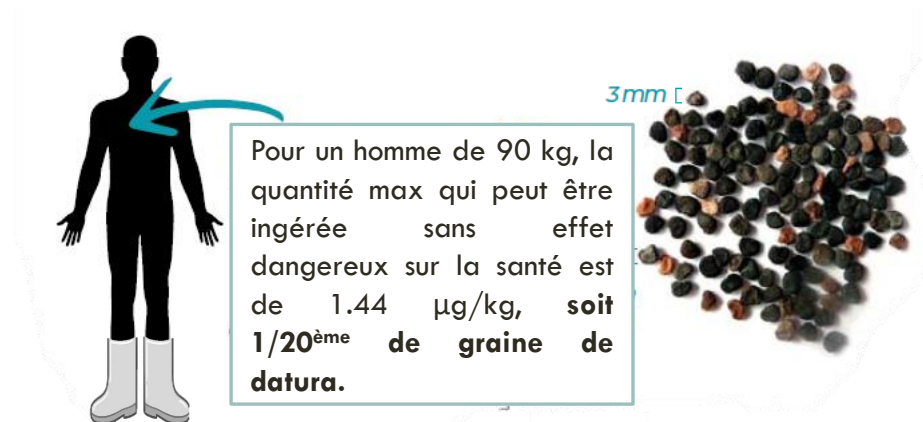 3mm
Pour un homme de 90 kg, la
quantité max qui peut être
ingérée sans effet
dangereux sur la santé est
de 1.44 µg/kg, soit
1/20ème de graine de
datura.